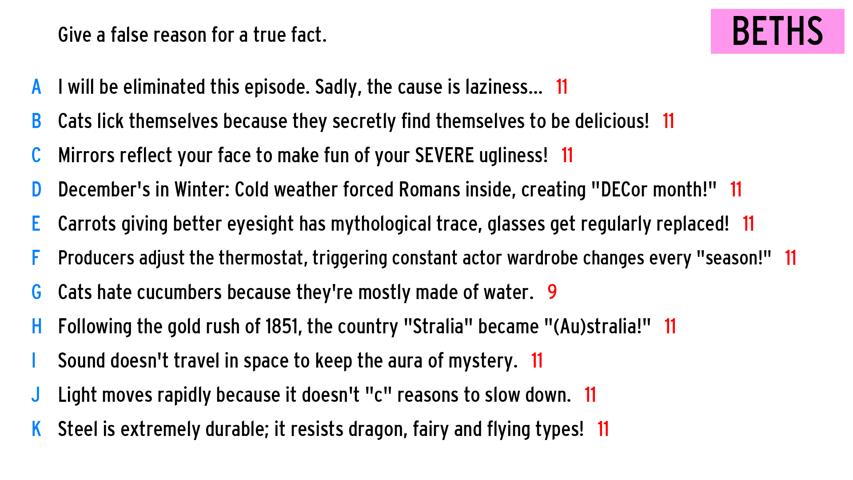 BETHS
Give a false reason for a true fact.
A I will be eliminated this episode. Sadly, the cause is laziness... 11
B Cats lick themselves because they secretly find themselves to be delicious! 11
C Mirrors reflect your face to make fun of your SEVERE ugliness! 11
D December's in Winter: Cold weather forced Romans inside, creating "DECor month!" 11
E Carrots giving better eyesight has mythological trace, glasses get regularly replaced! 11
F Producers adjust the thermostat, triggering constant actor wardrobe changes every "season!" 11
G Cats hate cucumbers because they're mostly made of water. 9
H Following the gold rush of 1851, the country "Stralia" became "(Au)stralia!" 11
I Sound doesn't travel in space to keep the aura of mystery. 11
J Light moves rapidly because it doesn't "c" reasons to slow down. 11
K Steel is extremely durable; it resists dragon, fairy and flying types! 11